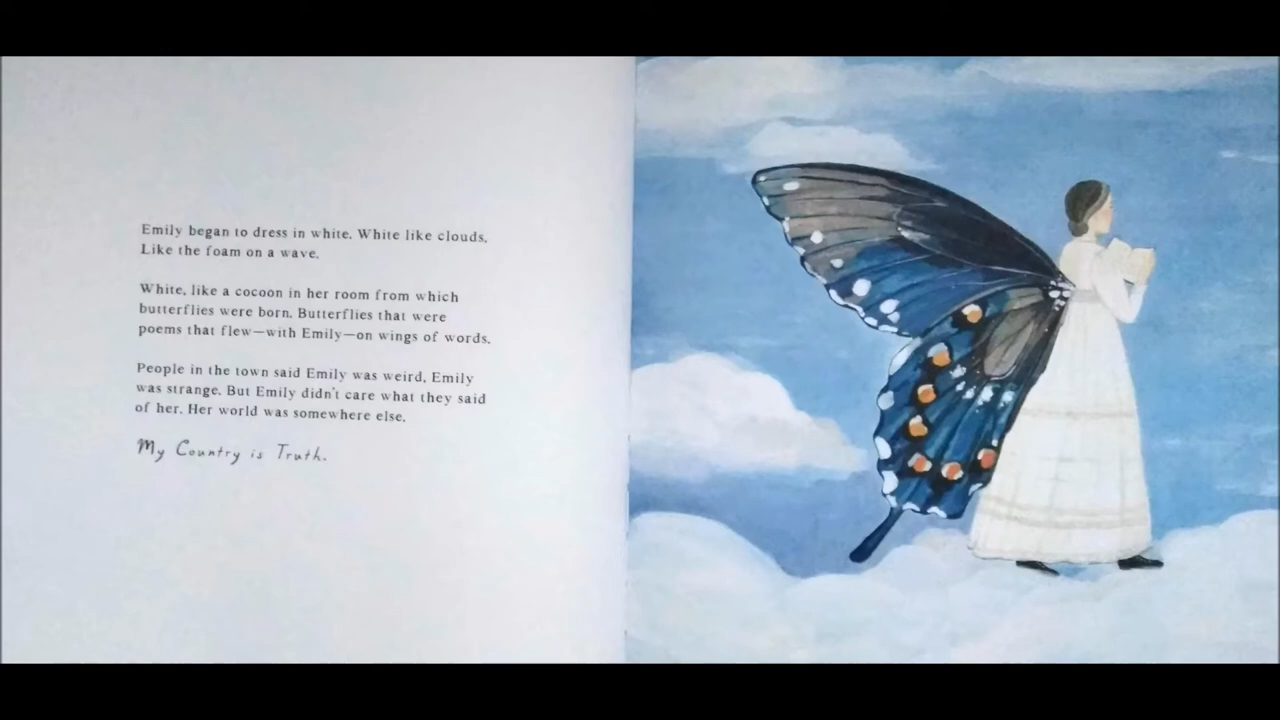 Emily began to dress in white. White like clouds.
Like the foam on a wave.
White, like a cocoon in her room from which
butterflies were born. Butterflies that were
poems that flew—with Emily—on wings of words.
People in the town said Emily was weird, Emily
was strange. But Emily didn't care what they said
of her. Her world was somewhere else.
My Country is Truth.